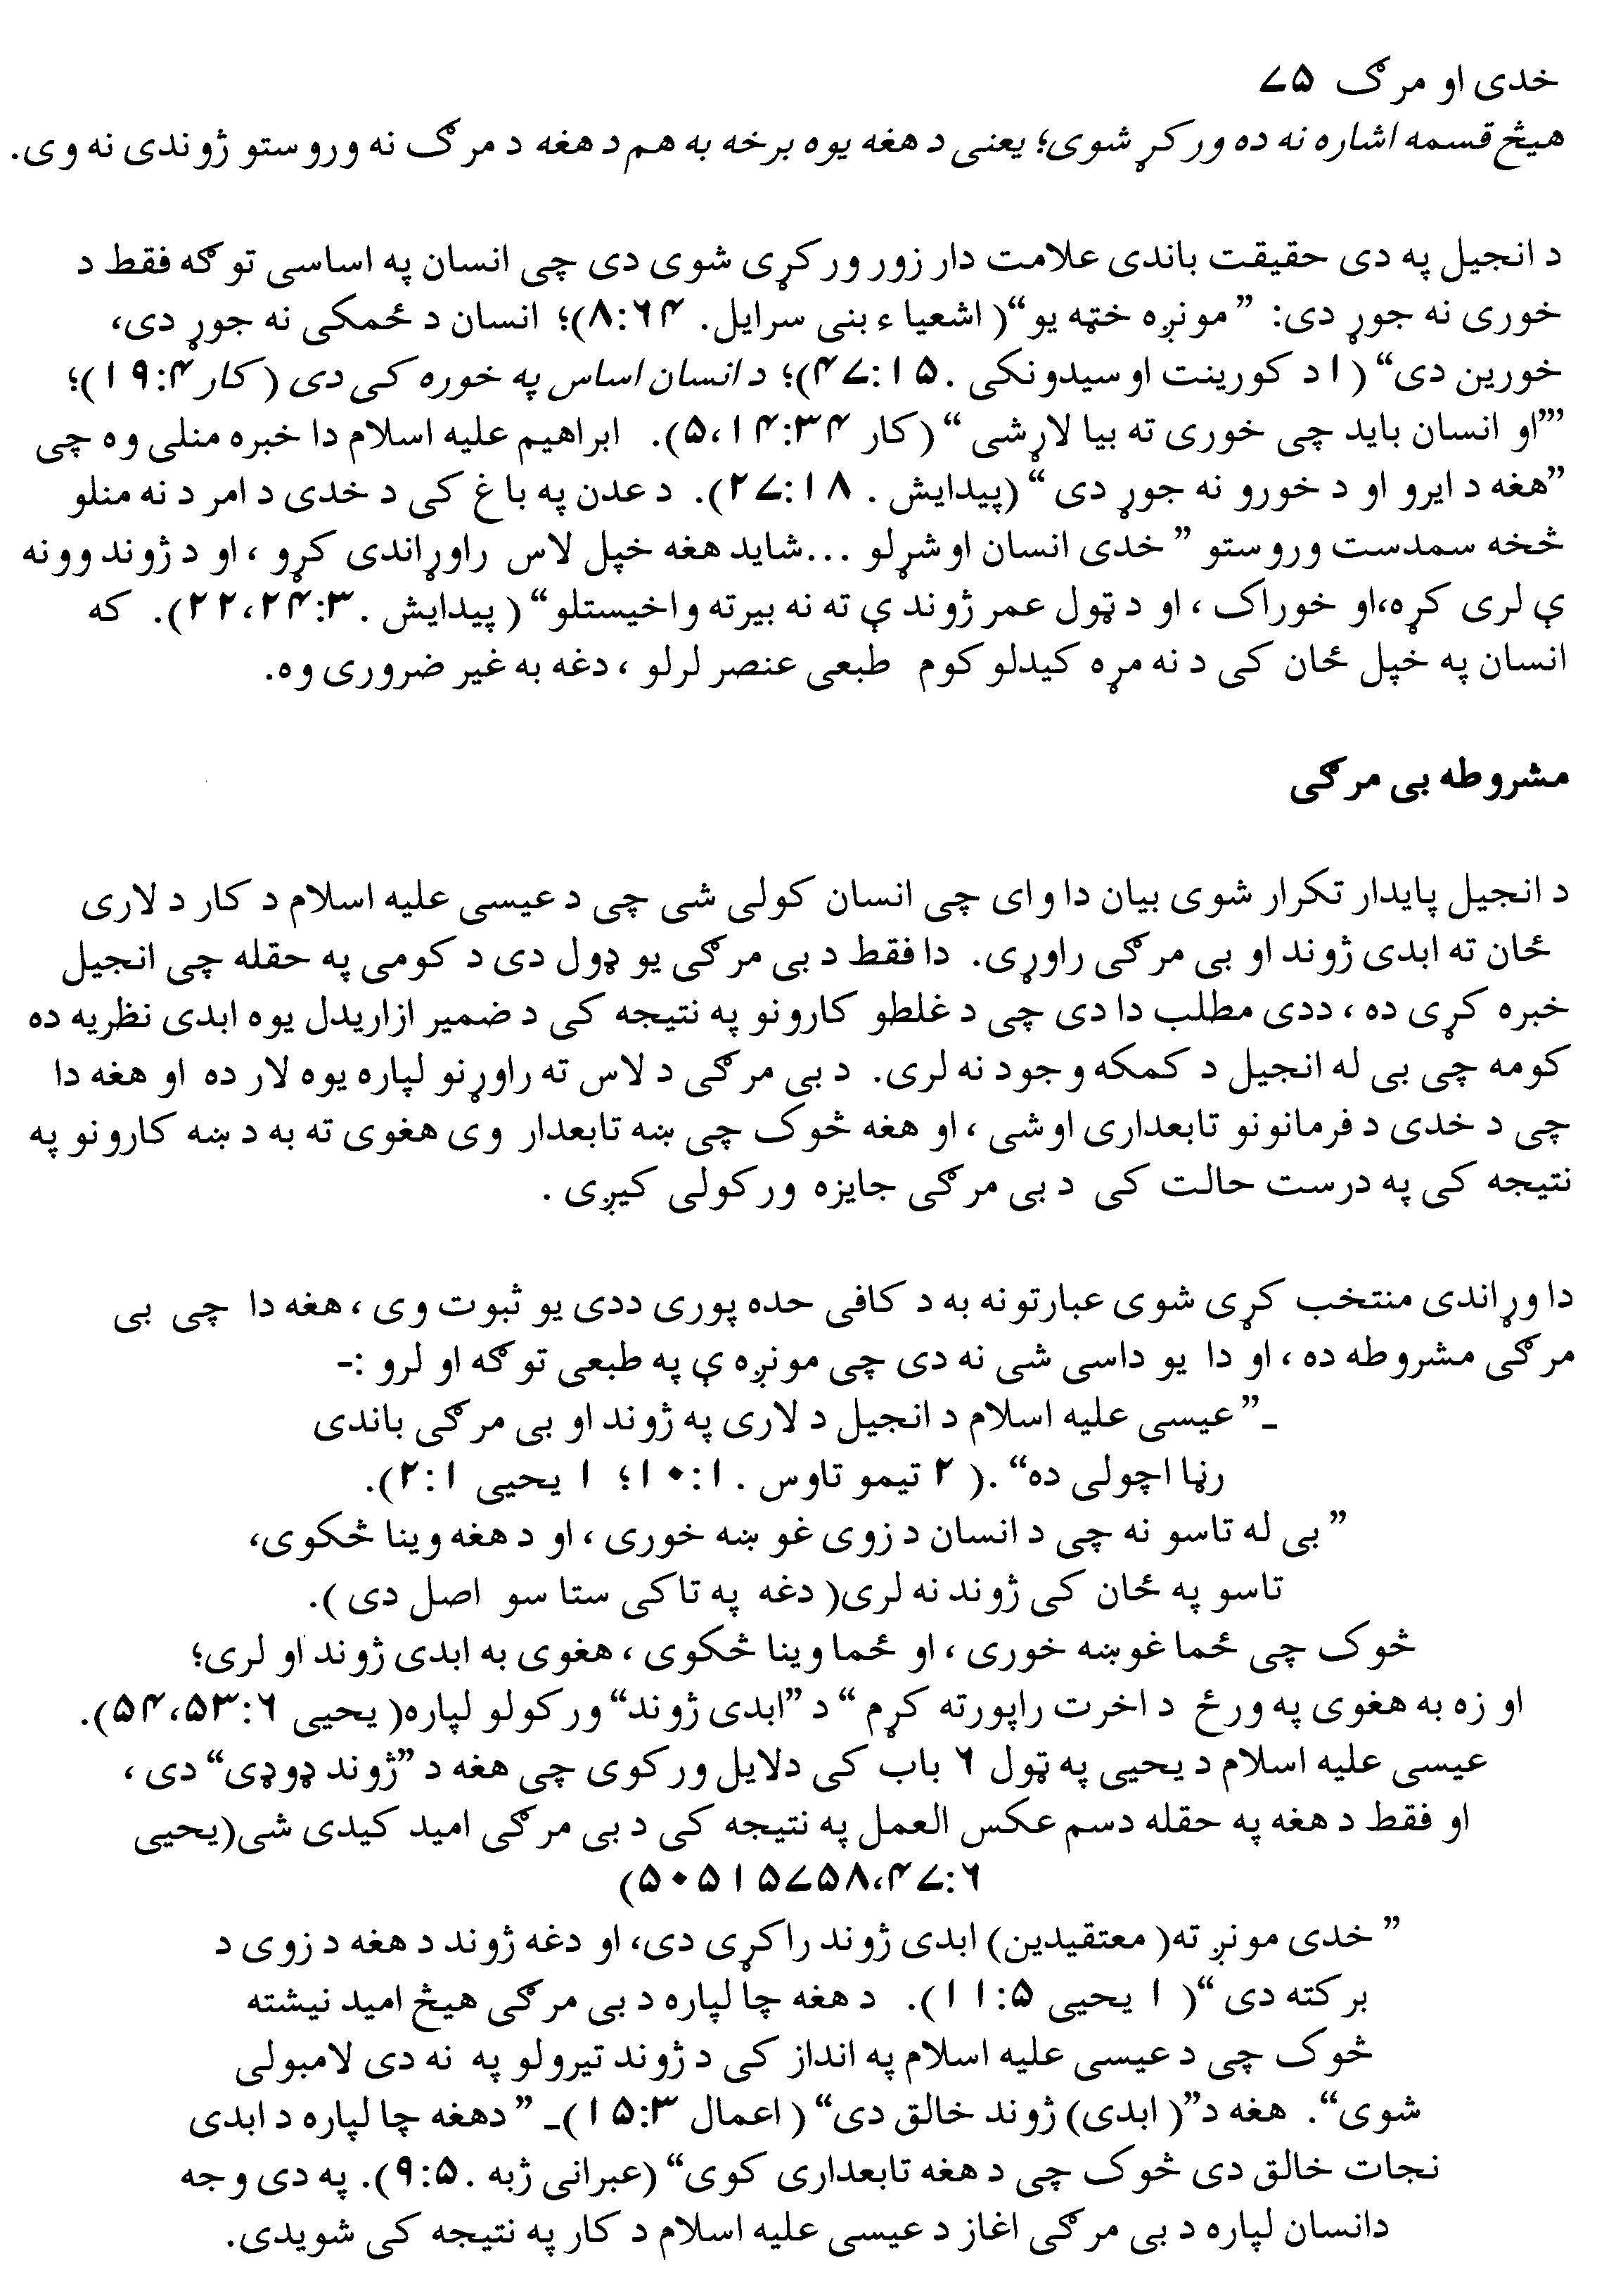 خدی او مرګ ۷۵
هیڅ قسمه اشاره نه ده ورکړ شوی؛ یعنی د هغه یوه برخه به هم د هغه د مرګ نه وروستو ژوندی نه وی.
د انجیل په دی حقیقت باندی علامت دار زور ورکړی شوی دی چی انسان په اساسی توګه فقط د
خوری نه جوړ دی: ”مونږه خټه یو“( اشعیا ء بنی سرایل. ۸:۶۴)؛ انسان د ځمکی نه جوړ دی،
خورین دی“ ( ۱ د کورینت اوسیدونکی .۴۷:۱۵)؛ د انسان اساس په خوره کی دی ( کار ۱۹:۴)؛
”’او انسان باید چی خوری ته بیا لاړشی “ (کار ۵،۱۴:۳۴). ابراهیم علیه اسلام دا خبره منلی وه چی
”هغه د ایرو او د خورو نه جوړ دی “ (پیدایش . ۲۷:۱۸). د عدن په باغ کی د خدی د امر د نه منلو
څخه سمدست وروستو ” خدی انسان اوشړلو ...شاید هغه خپل لاس راوړاندی کړو ، او د ژوند وونه
ې لری کړه،او خوراک ، او د ټول عمر ژوند ې ته نه بیرته واخیستلو“ ( پیدایش .۲۲،۲۴:۳). که
انسان په خپل ځان کی د نه مړه کیدلو کوم طبعی عنصر لرلو ، دغه به غیر ضروری وه.
مشروطه بی مرګی
د انجیل پایدار تکرار شوی بیان دا وای چی انسان کولی شی چی د عیسی علیه اسلام د کار د لاری
ځان ته ابدی ژوند او بی مرګی راوړی. دا فقط د بی مرګی یو ډول دی د کومی په حقله چی انجیل
خبره کړی ده ، ددی مطلب دا دی چی د غلطو کارونو په نتیجه کی د ضمیر ازاریدل یوه ابدی نظریه ده
کومه چی بی له انجیل د کمکه وجود نه لری. د بی مرګی د لاس ته راوړنو لپاره یوه لار ده او هغه دا
چی د خدی د فرمانونو تابعداری اوشی ، او هغه څوک چی ښه تابعدار وی هغوی ته به د ښه کارونو په
نتیجه کی په درست حالت کی د بی مرګی جایزه ورکولی کیږی .
دا وړاندی منتخب کړی شوی عبارتونه به د کافی حده پوری ددی یو ثبوت وی ، هغه دا چی بی
مرګی مشروطه ده ، او دا یو داسی شی نه دی چی مونږه ې په طبعی توګه او لرو :-
ـ” عیسی علیه اسلام د انجیل د لاری په ژوند او بی مرګی باندی
رڼا اچولی ده“ .( ۲ تیمو تاوس . ۱۰:۱؛ ۱ یحیی ۲:۱).
” بی له تاسو نه چی د انسان د زوی غوښه خوری ، او د هغه وینا څکوی،
تاسو په ځان کی ژوند نه لری( دغه په تاکی ستا سو اصل دی ).
څوک چی ځما غوښه خوری ، او ځما وینا څکوی ، هغوی به ابدی ژوند او لری؛
او زه به هغوی په ورځ د اخرت راپورته کړم “ د ”ابدی ژوند“ ورکولو لپاره( یحیی ۵۴،۵۳:۶).
عیسی علیه اسلام د یحیی په ټول ۶ باب کی دلایل ورکوی چی هغه د ”ژوند ډوډی“ دی ،
او فقط د هغه په حقله دسم عکس العمل په نتیجه کی د بی مرګی امید کیدی شی(یحیی
۵۰۵۱۵۷۵۸،۴۷:۶)
” خدی مونږ ته( معتقیدین) ابدی ژوند راکړی دی، او دغه ژوند د هغه د زوی د
برکته دی “( ۱ یحیی ۱۱:۵). د هغه چا لپاره د بی مرګی هیڅ امید نیشته
څوک چی د عیسی علیه اسلام په انداز کی د ژوند تیرولو په نه دی لامبولی
شوی“. هغه د”( ابدی) ژوند خالق دی“ ( اعمال ۱۵:۳)ـ ” دهغه چا لپاره د ابدی
نجات خالق دی څوک چی د هغه تابعداری کوی“ (عبرانی ژبه .۹:۵). په دی وجه
دانسان لپاره د بی مرګی اغاز د عیسی علیه اسلام د کار په نتیجه کی شویدی.